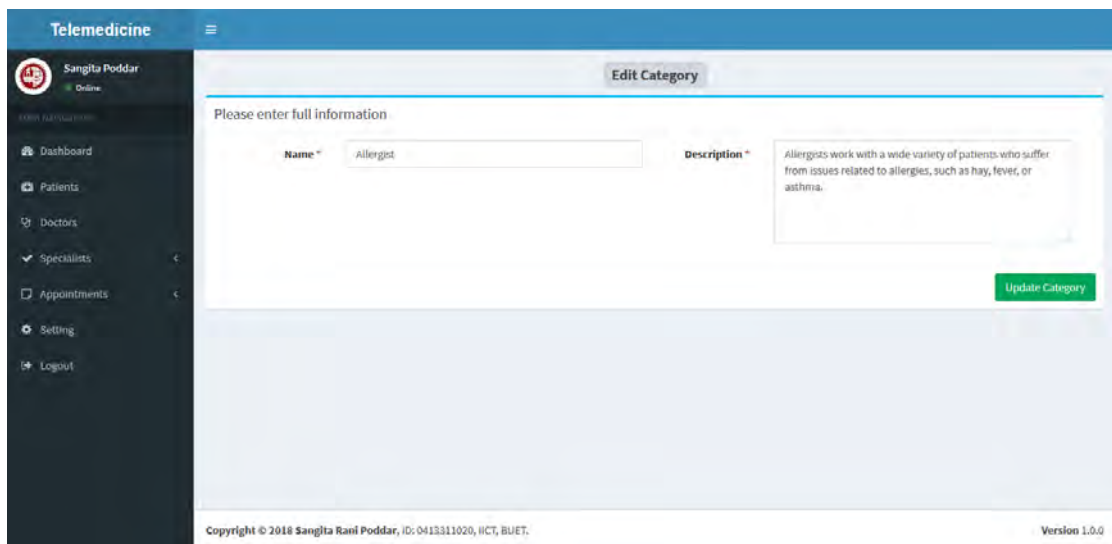 Telemedicine
Sangita Poddar
Online
MAIN NAVIGATION
Dashboard
Patients
Doctors
Specialists
Appointments
Setting
Logout
Edit Category
Please enter full information
Name *
Allergist
Description *
Allergists work with a wide variety of patients who suffer
from issues related to allergies, such as hay, fever, or
asthma.
Update Category
Copyright © 2018 Sangita Rani Poddar, ID: 0413311020, IICT, BUET.
Version 1.0.0